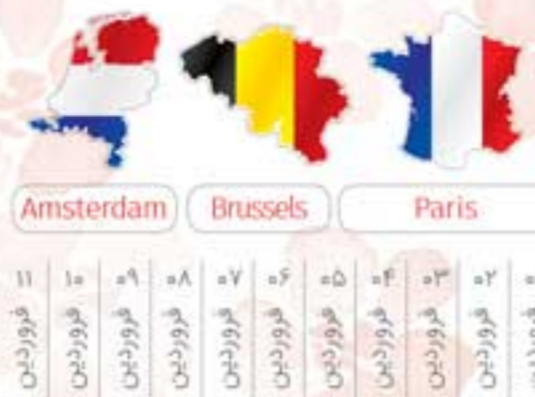 Amsterdam Brussels Paris
۱۱ ۱۰ ۰۹ ۰۸ ۰۷ ۰۶ ۰۵ ۰۴ ۰۳ ۰۲
فروردین فروردین فروردین فروردین فروردین فروردین فروردین فروردین فروردین فروردین